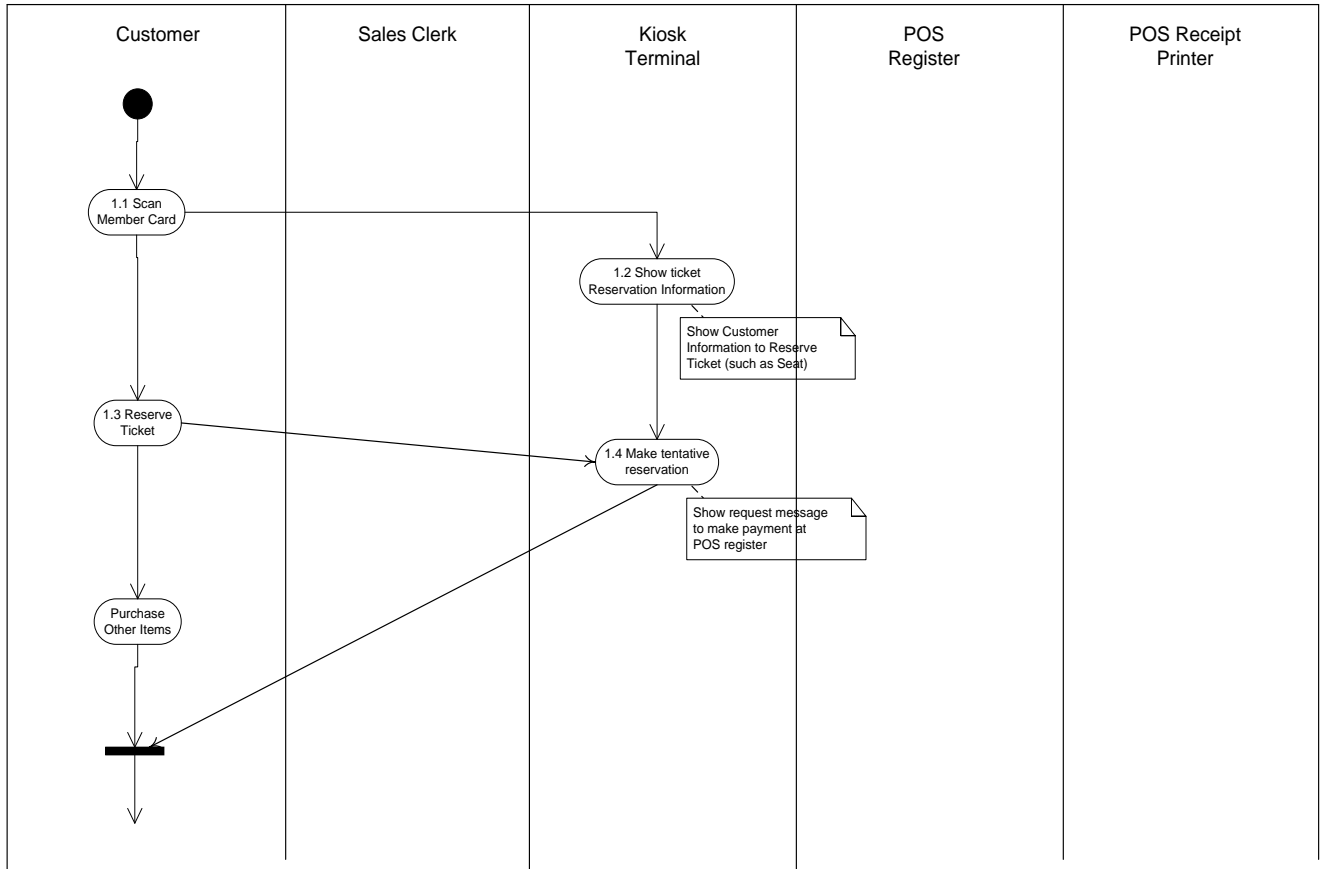 Customer
Sales Clerk
Kiosk
Terminal
POS
Register
POS Receipt
Printer
1.1 Scan
Member Card
1.2 Show ticket
Reservation Information
Show Customer
Information to Reserve
Ticket (such as Seat)
1.3 Reserve
Ticket
1.4 Make tentative
reservation
Show request message
to make payment at
POS register
Purchase
Other Items